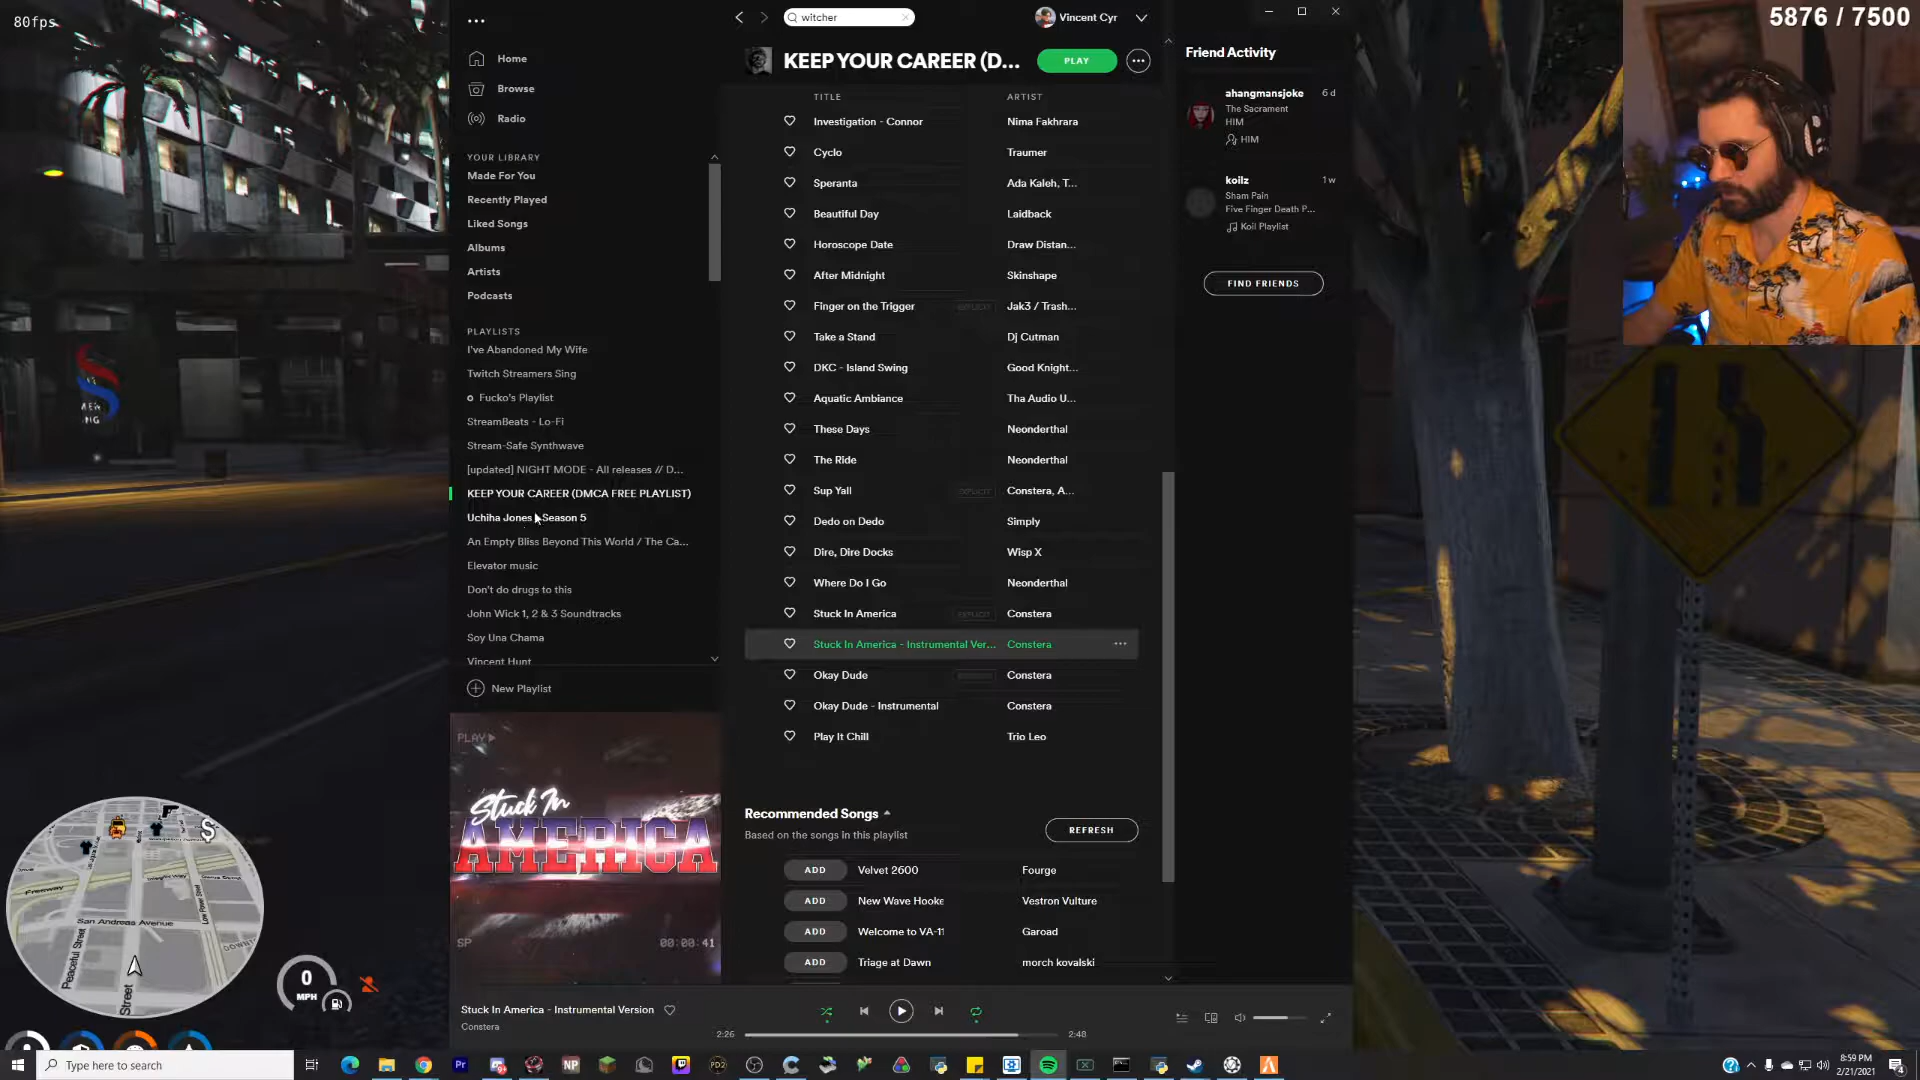 80fps
5876 / 7500
witcher
Vincent Cyr
Home
Browse
Radio
YOUR LIBRARY
Made For You
Recently Played
Liked Songs
Albums
Artists
Podcasts
PLAYLISTS
I've Abandoned My Wife
Twitch Streamers Sing
Fucko's Playlist
StreamBeats - Lo-Fi
Stream-Safe Synthwave
[updated] NIGHT MODE - All releases // D...
KEEP YOUR CAREER (DMCA FREE PLAYLIST)
Uchiha Jones Season 5
An Empty Bliss Beyond This World / The Ca...
Elevator music
Don't do drugs to this
John Wick 1, 2 & 3 Soundtracks
Soy Una Chama
Vincent Hunt
New Playlist
PLAY
Stuck In
AMERICA
SP 00:00:41
KEEP YOUR CAREER (D...
PLAY
TITLE ARTIST
Investigation - Connor Nima Fakhrara
Cyclo Traumer
Speranta Ada Kaleh, T...
Beautiful Day Laidback
Horoscope Date Draw Distan...
After Midnight Skinshape
Finger on the Trigger EXPLICIT Jak3 / Trash...
Take a Stand Dj Cutman
DKC - Island Swing Good Knight...
Aquatic Ambiance Tha Audio U...
These Days Neonderthal
The Ride Neonderthal
Sup Yall EXPLICIT Constera, A...
Dedo on Dedo Simply
Dire, Dire Docks Wisp X
Where Do I Go Neonderthal
Stuck In America EXPLICIT Constera
Stuck In America - Instrumental Ver... Constera
Okay Dude Constera
Okay Dude - Instrumental Constera
Play It Chill Trio Leo
Recommended Songs
Based on the songs in this playlist
REFRESH
ADD Velvet 2600 Fourge
ADD New Wave Hooke Vestron Vulture
ADD Welcome to VA-11 Garoad
ADD Triage at Dawn morch kovalski
Friend Activity
ahangmansjoke 6 d
The Sacrament
HIM
HIM
koilz 1 w
Sham Pain
Five Finger Death P...
Koil Playlist
FIND FRIENDS
Stuck In America - Instrumental Version
Constera
2:26 2:48
Freeway
San Andreas Avenue
Peaceful Street
Street
0
MPH
Type here to search
Pr
NP
PD2
8:59 PM
2/21/2021